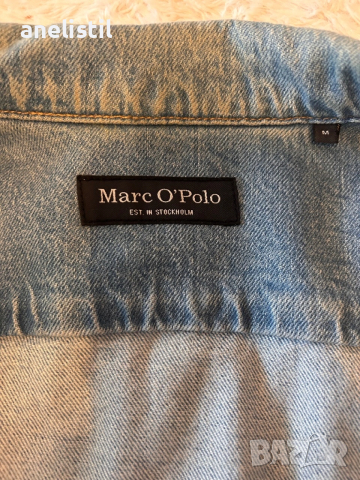 anelistil
M
Marc O'Polo
EST. IN STOCKHOLM
BAZAR